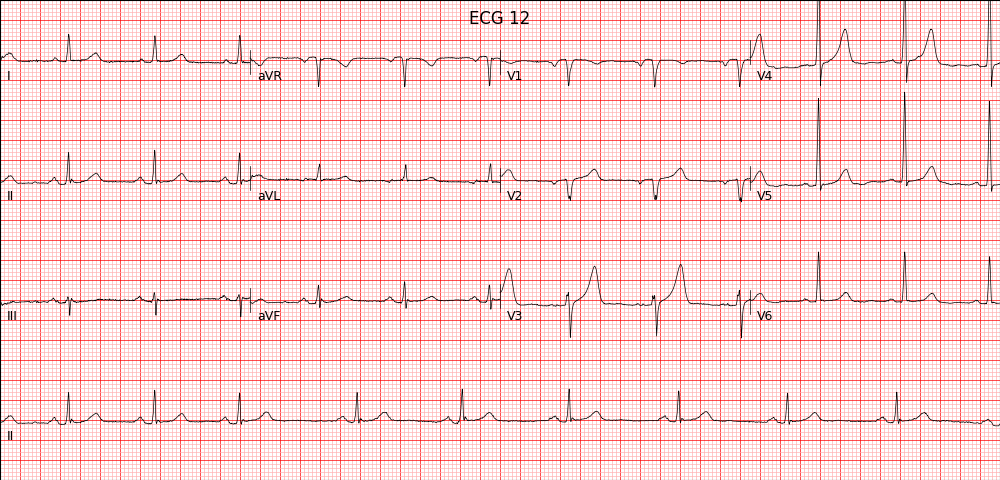 ECG 12
I aVR V1 V4
II aVL V2 V5
III aVF V3 V6
II